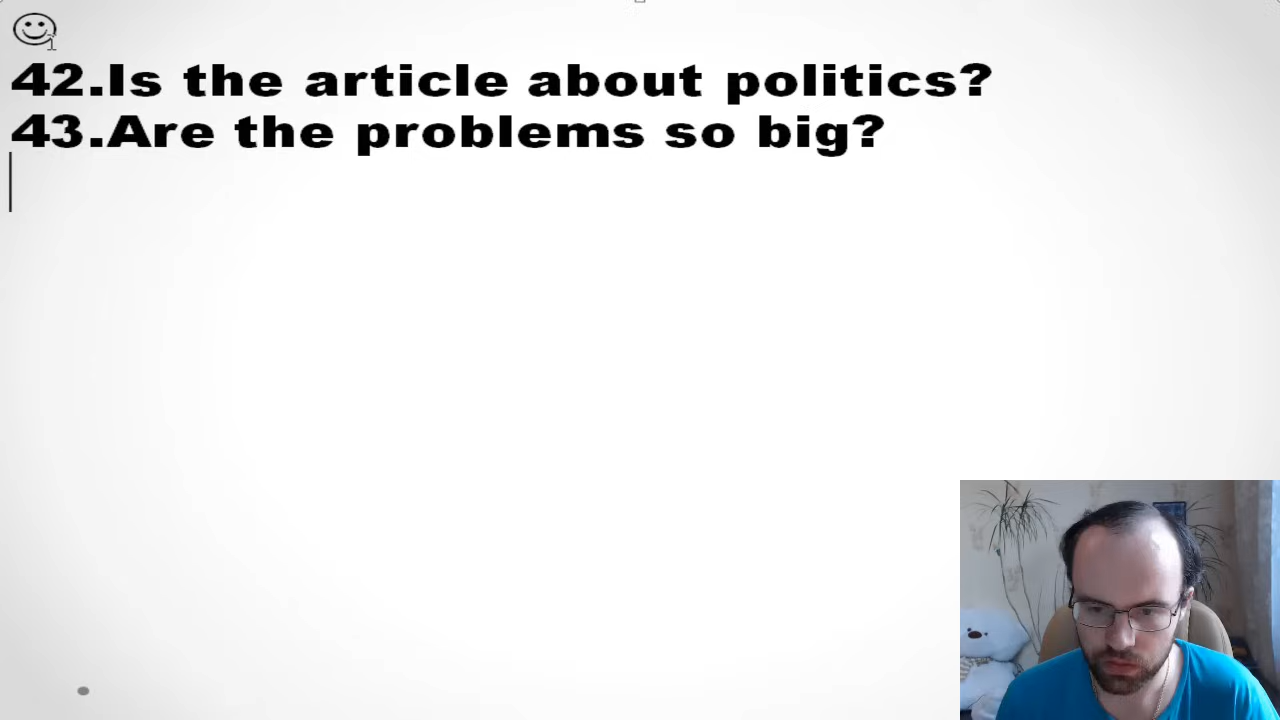 42.Is the article about politics?
43.Are the problems so big?